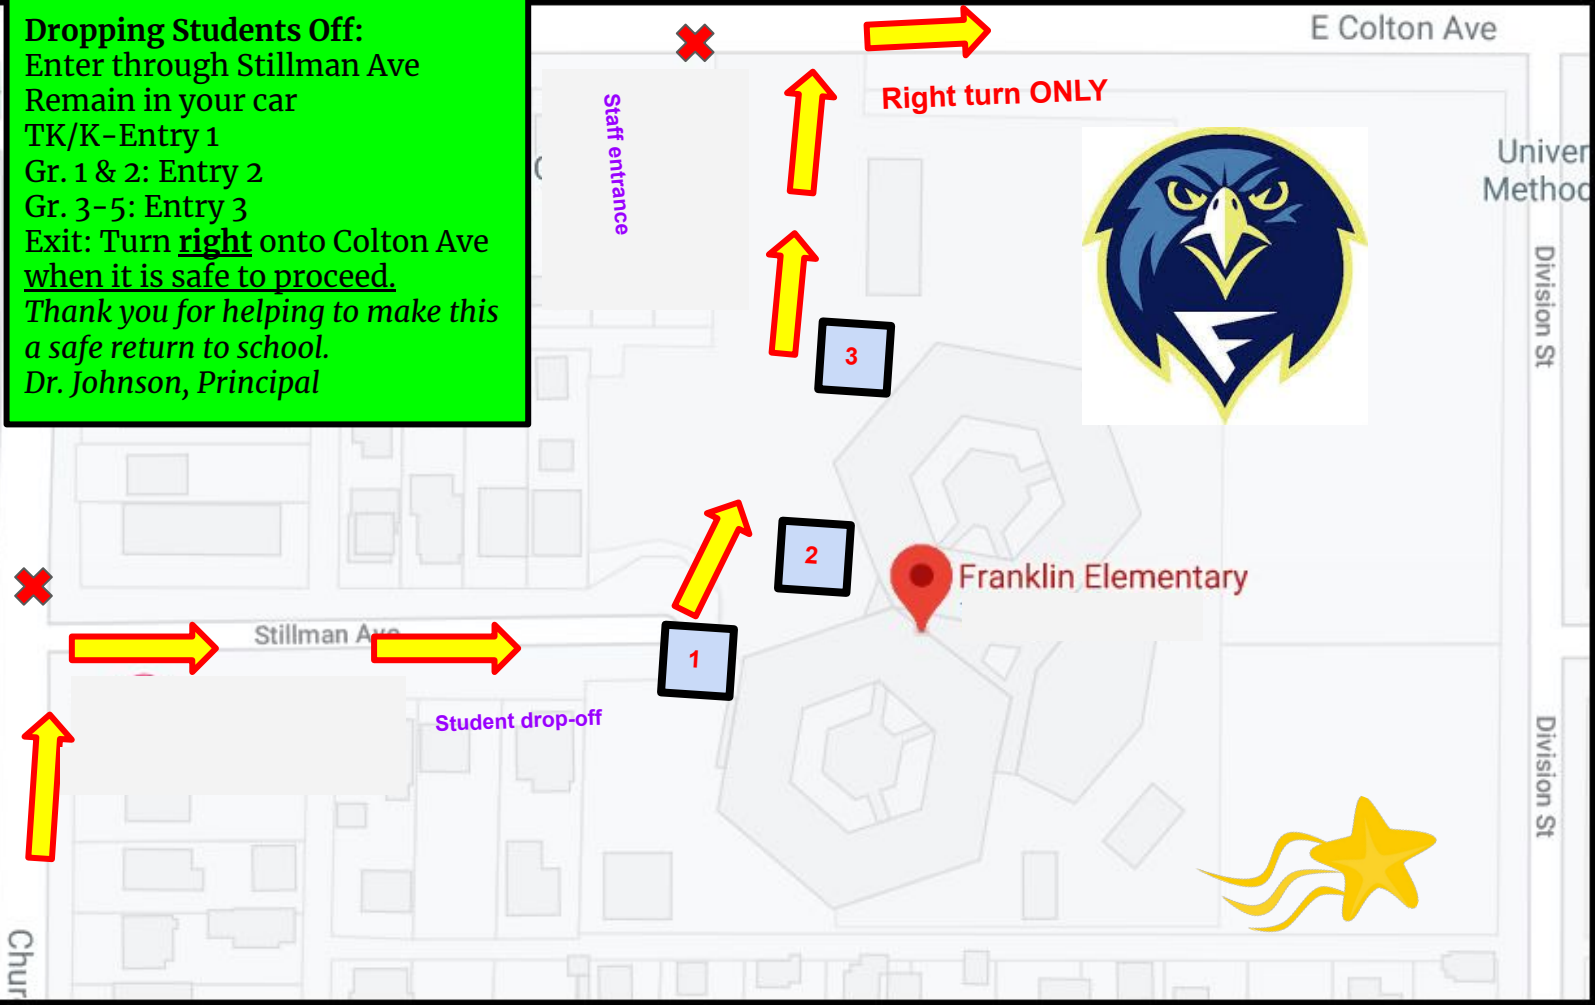 Dropping Students Off:
Enter through Stillman Ave
Remain in your car
TK/K-Entry 1
Gr. 1 & 2: Entry 2
Gr. 3-5: Entry 3
Exit: Turn right onto Colton Ave
when it is safe to proceed.
Thank you for helping to make this
a safe return to school.
Dr. Johnson, Principal
E Colton Ave
Right turn ONLY
Staff entrance
Univer
Method
Division St
3
2
Franklin Elementary
Stillman Ave
1
Student drop-off
Division St
Chur
F